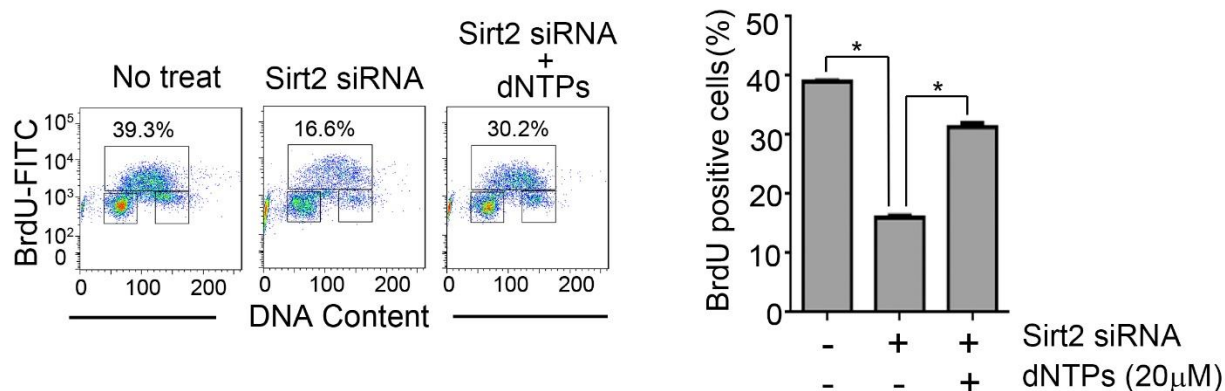 No treat
Sirt2 siRNA
Sirt2 siRNA
+
dNTPs
BrdU-FITC
10⁵
10⁴
10³
10²
0
39.3%
16.6%
30.2%
0 100 200
0 100 200
0 100 200
DNA Content
BrdU positive cells(%)
50
40
30
20
10
0
*
*
- + + Sirt2 siRNA
- - + dNTPs (20µM)